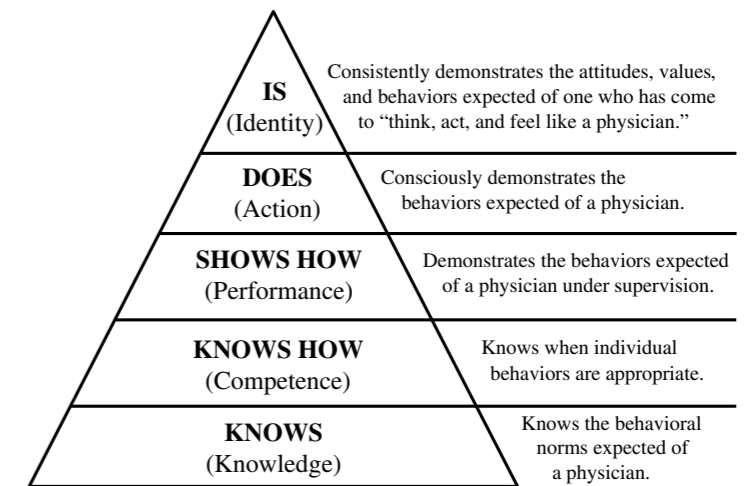 IS
(Identity)
Consistently demonstrates the attitudes, values,
and behaviors expected of one who has come
to “think, act, and feel like a physician.”
DOES
(Action)
Consciously demonstrates the
behaviors expected of a physician.
SHOWS HOW
(Performance)
Demonstrates the behaviors expected
of a physician under supervision.
KNOWS HOW
(Competence)
Knows when individual
behaviors are appropriate.
KNOWS
(Knowledge)
Knows the behavioral
norms expected of
a physician.